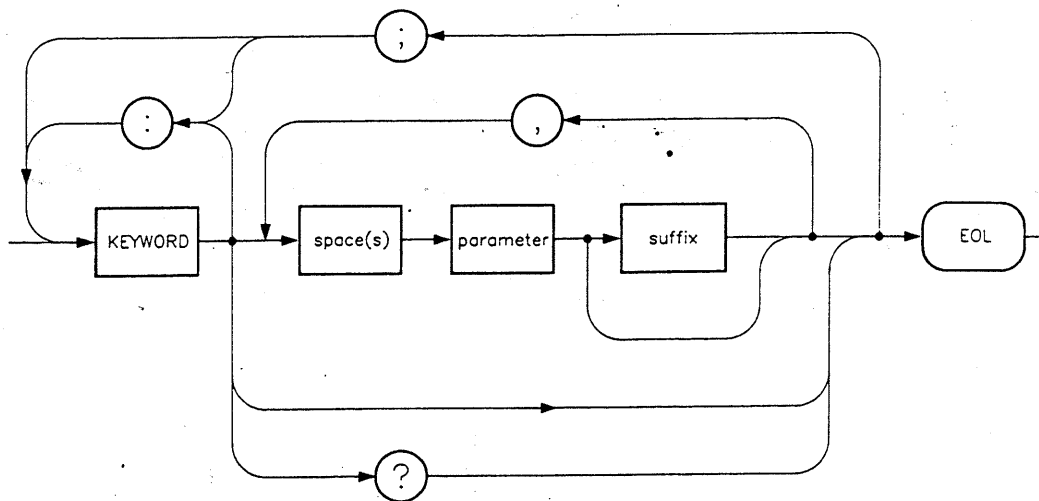 ;
:
,
KEYWORD
space(s)
parameter
suffix
EOL
?